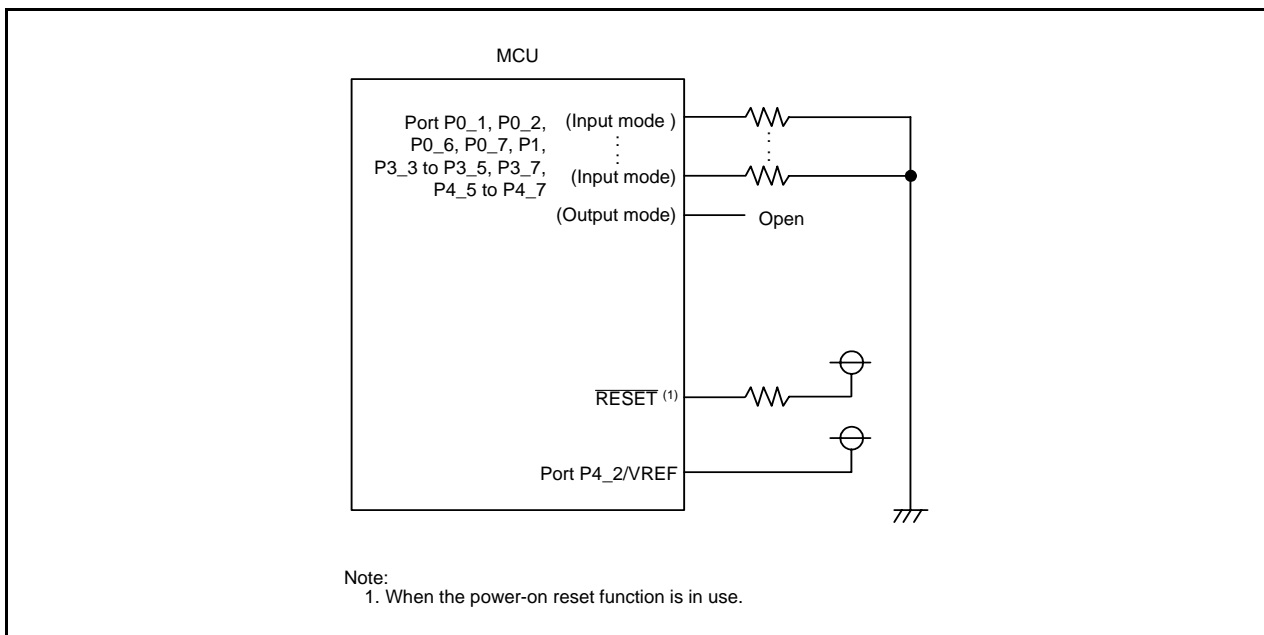 MCU
Port P0_1, P0_2,
P0_6, P0_7, P1,
P3_3 to P3_5, P3_7,
P4_5 to P4_7
(Input mode )
(Input mode)
(Output mode)
Open
RESET (1)
Port P4_2/VREF
Note:
1. When the power-on reset function is in use.